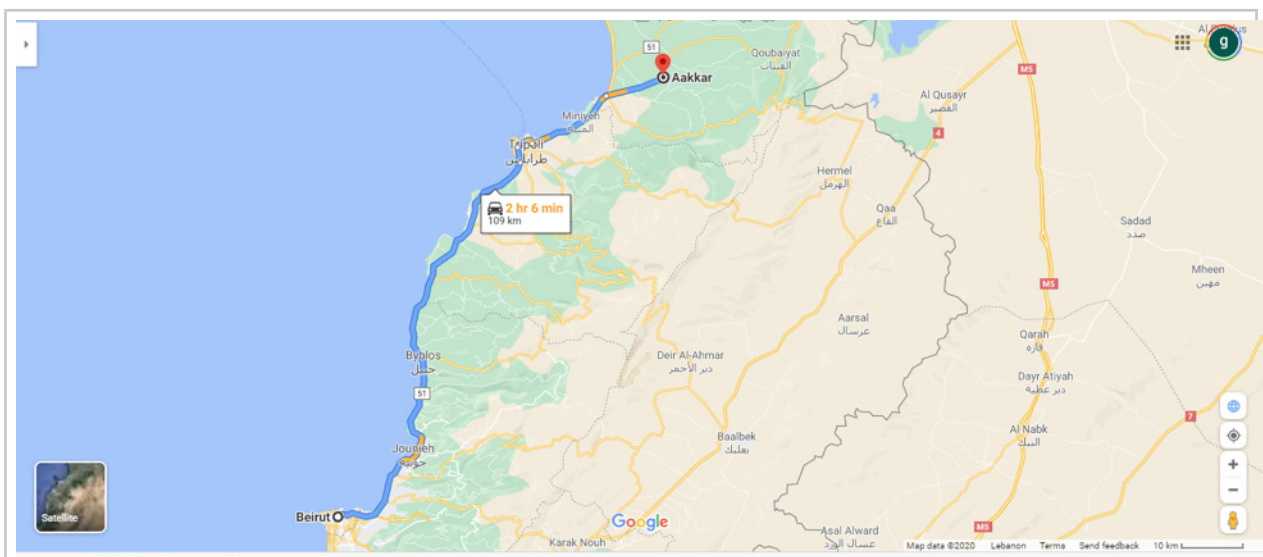 51
Qoubaiyat
القبيات
g
M5
Aakkar
Al Qusayr
القصير
Miniyeh
المنية
4
Tripoli
طرابلس
Hermel
الهرمل
2 hr 6 min
109 km
Qaa
القاع
Sadad
صدد
Mheen
مهين
M5
Aarsal
عرسال
Qarah
قارة
Byblos
جبيل
Deir Al-Ahmar
دير الأحمر
Dayr Atiyah
دير عطية
51
7
Baalbek
بعلبك
Al Nabk
النبك
Jounieh
جونية
Satellite
Beirut
Google
M5
Karak Nouh
Asal Alward
عسال الورد
Map data ©2020 Lebanon Terms Send feedback 10 km